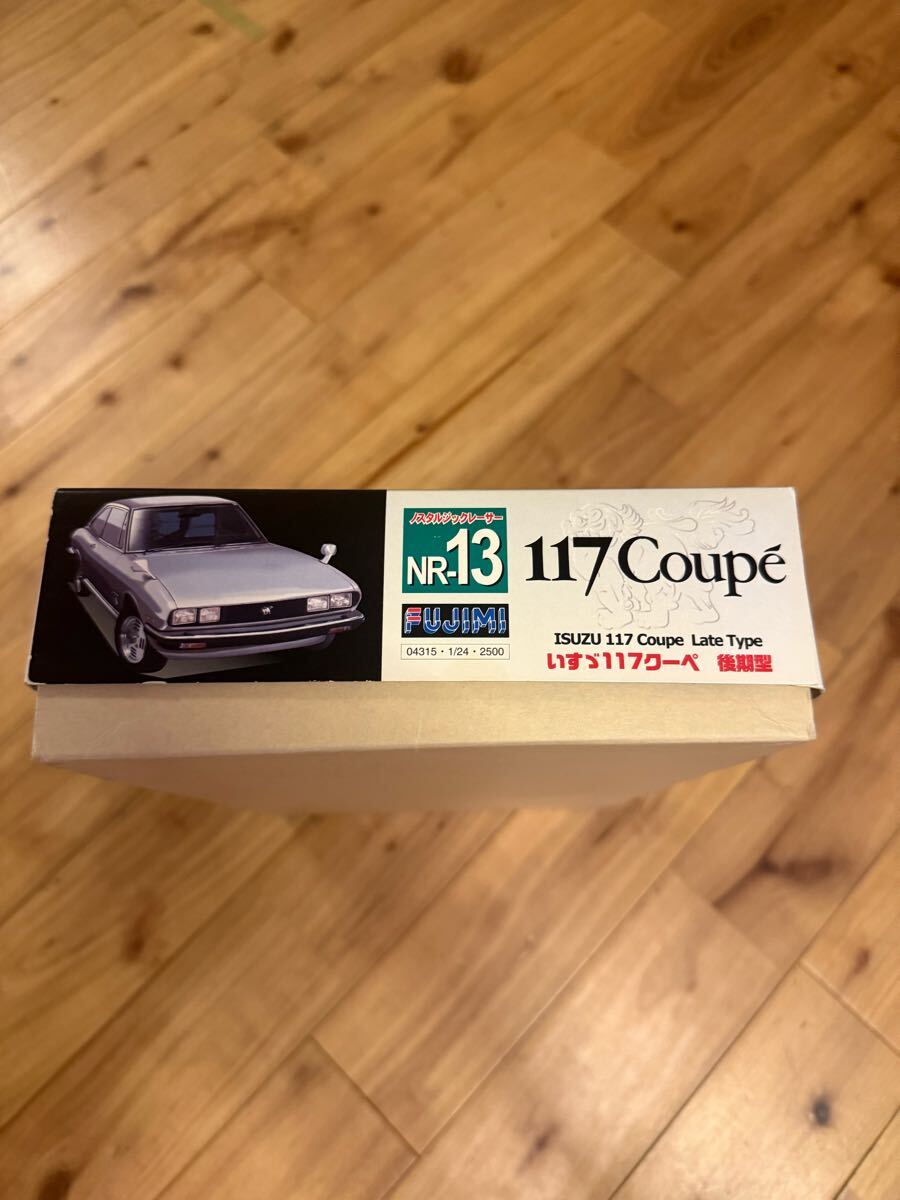 ノスタルジックレーサー
NR-13
FUJIMI
04315・1/24・2500
117 Coupé
ISUZU 117 Coupe Late Type
いすゞ117クーペ 後期型